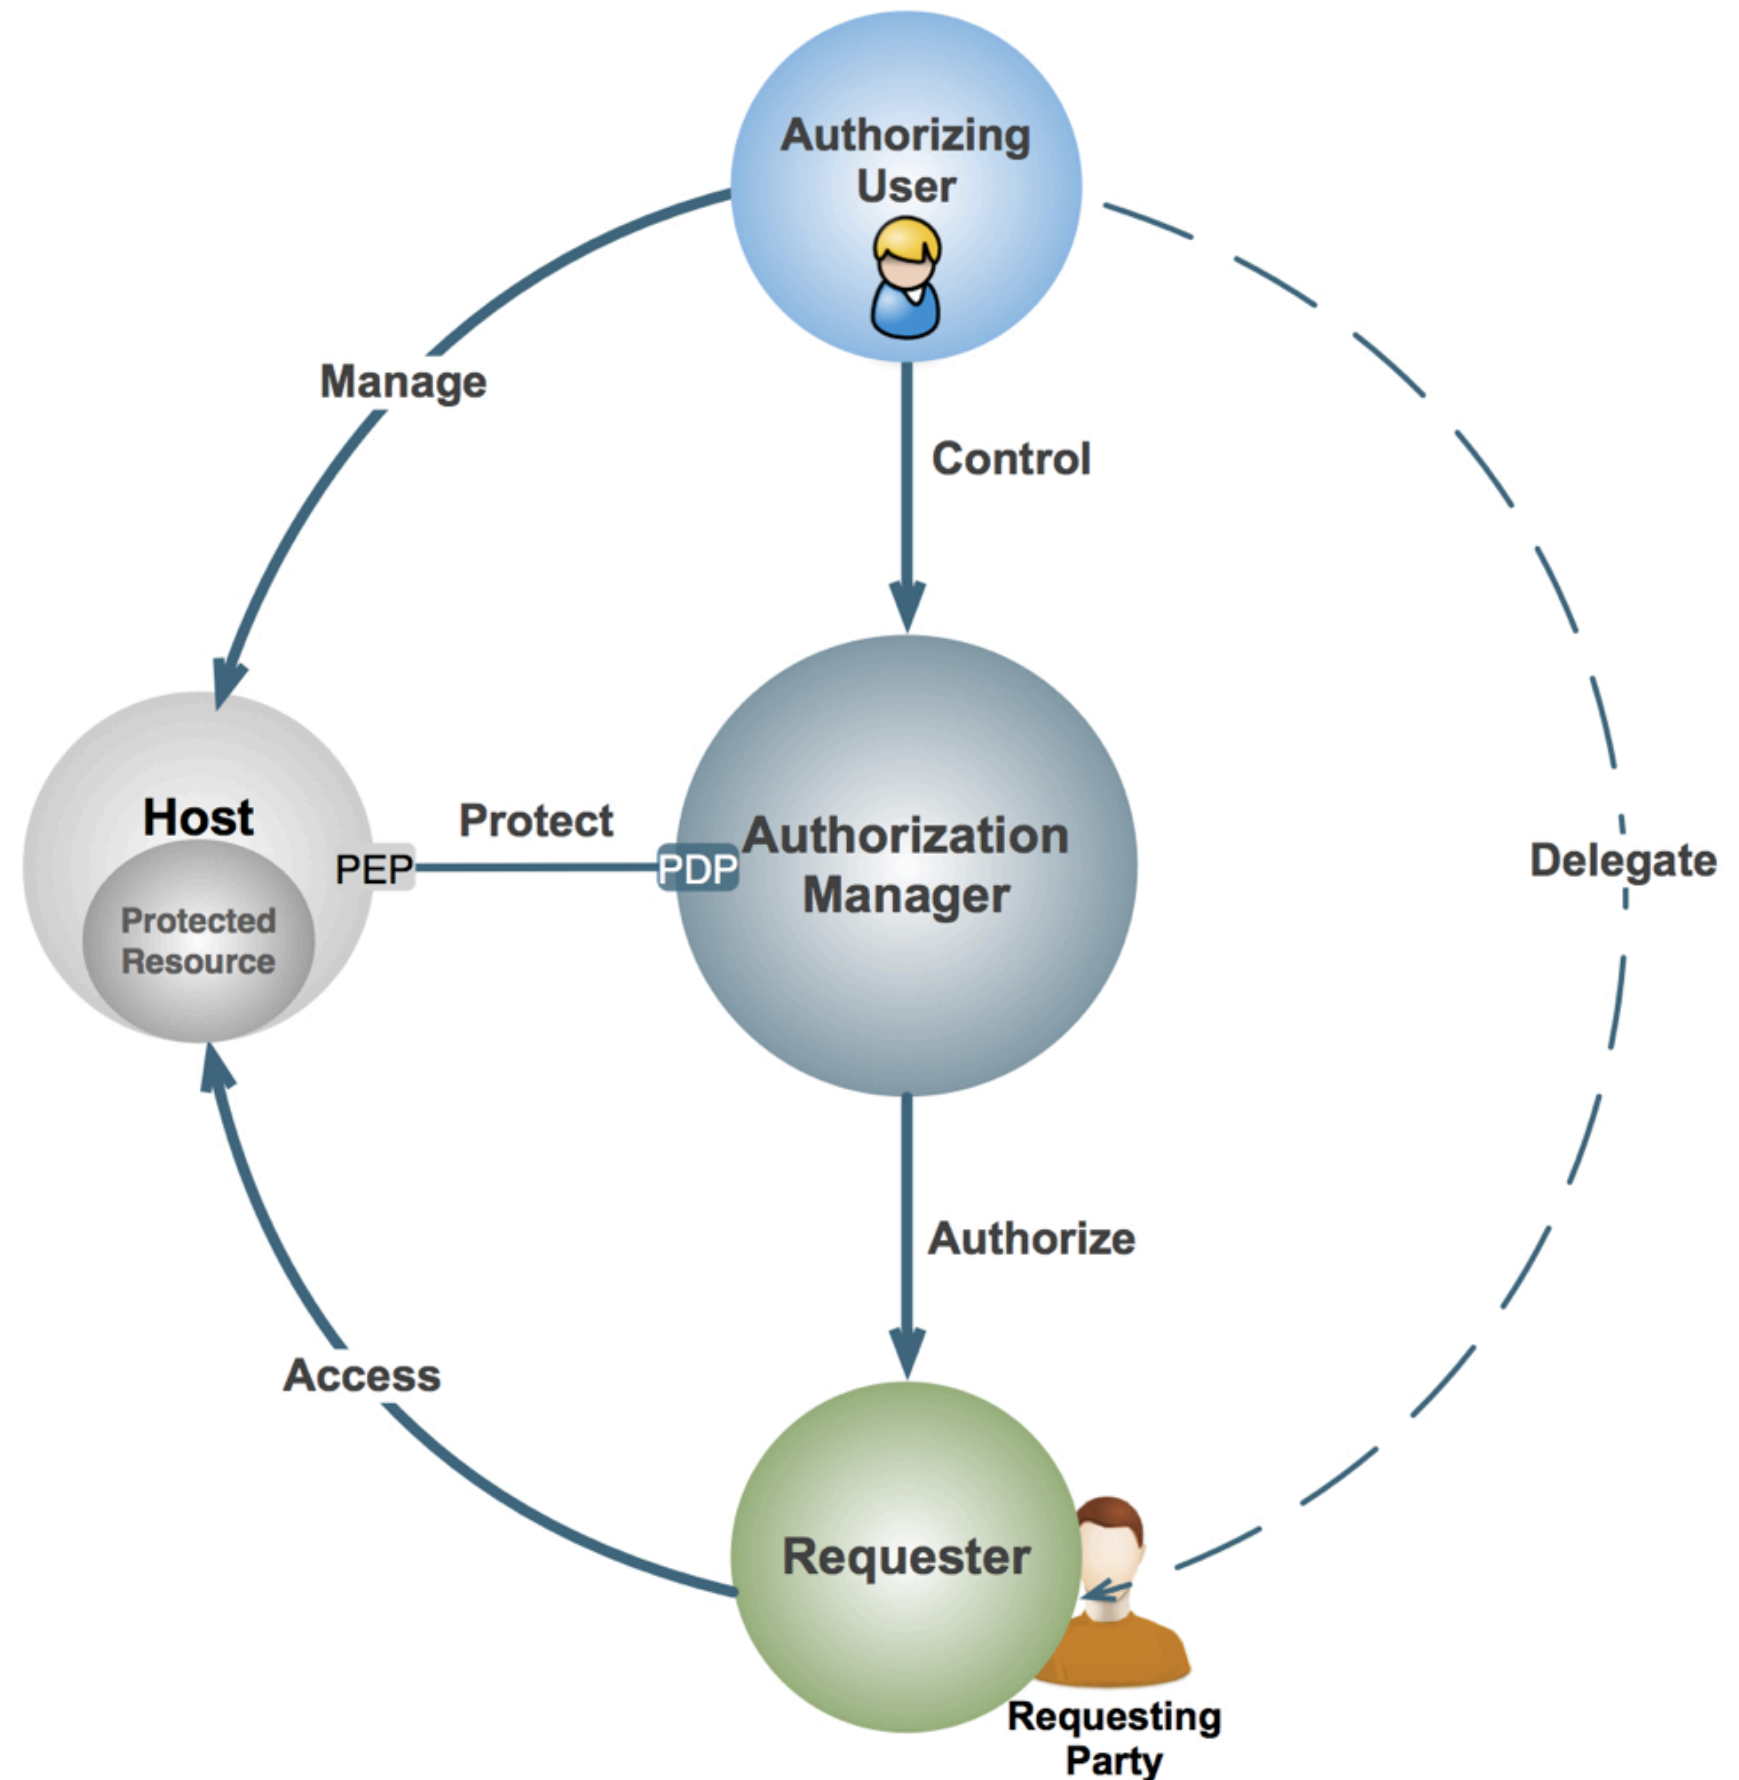 Authorizing
User
Manage
Control
Host
Protected
Resource
PEP
Protect
PDP
Authorization
Manager
Delegate
Authorize
Access
Requester
Requesting
Party